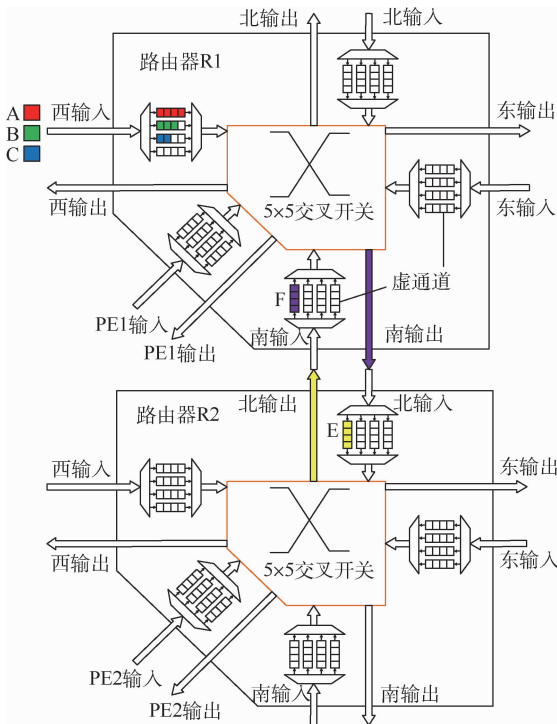 北输出
北输入
路由器R1
A
西输入
东输出
B
C
西输出
5×5交叉开关
东输入
F
虚通道
PE1输入
南输入
南输出
PE1输出
北输出
北输入
路由器R2
E
西输入
东输出
西输出
5×5交叉开关
东输入
PE2输入
南输入
南输出
PE2输出